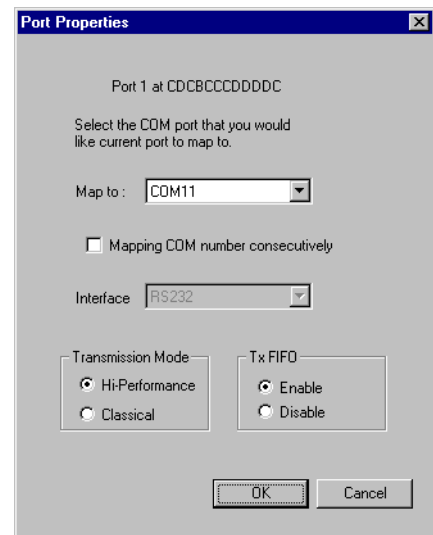 Port Properties
Port 1 at CDCBCCCDDDDC
Select the COM port that you would
like current port to map to.
Map to : COM11
Mapping COM number consecutively
Interface RS232
Transmission Mode
Hi-Performance
Classical
Tx FIFO
Enable
Disable
OK Cancel